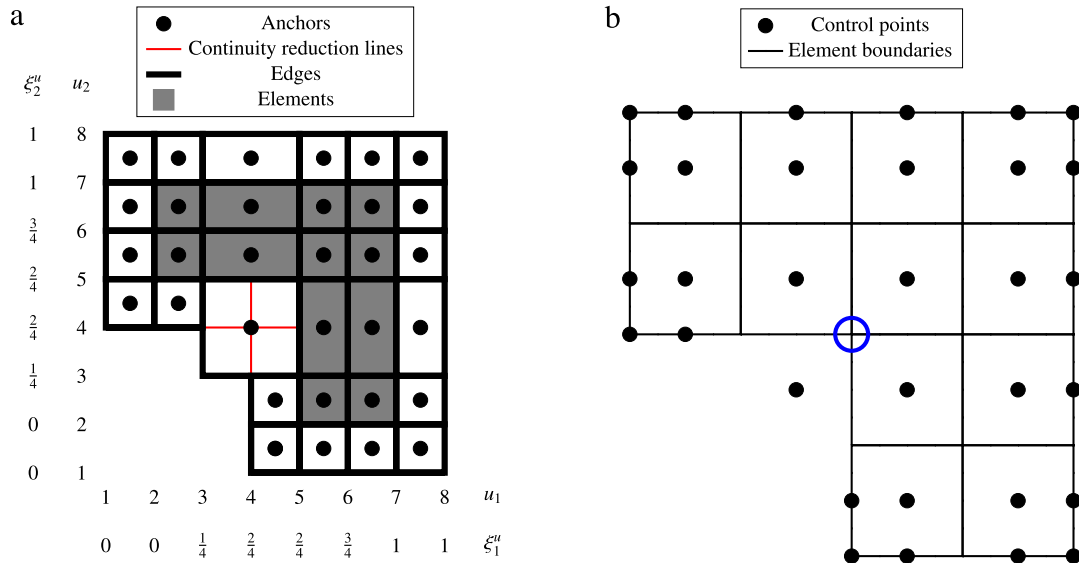 a
Anchors
Continuity reduction lines
Edges
Elements
ξ₂ᵘ u₂
1 8
1 7
3/4 6
2/4 5
2/4 4
1/4 3
0 2
0 1
1 2 3 4 5 6 7 8 u₁
0 0 1/4 2/4 2/4 3/4 1 1 ξ₁ᵘ
b
Control points
Element boundaries